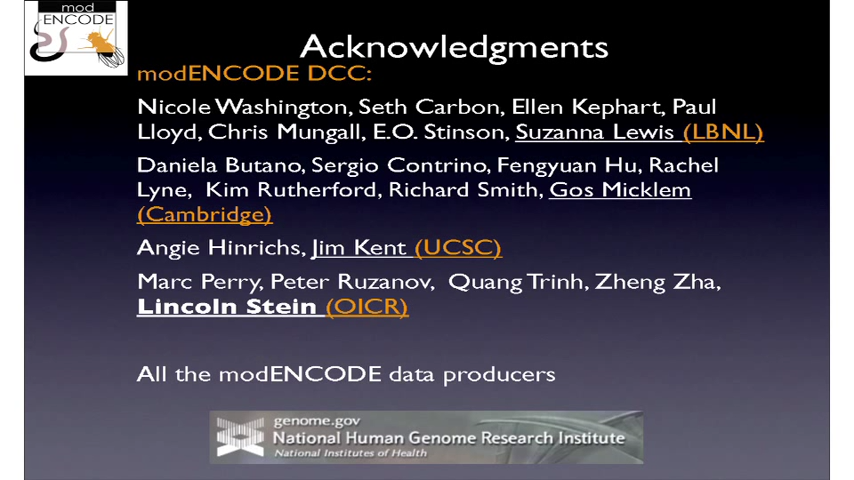 mod
ENCODE
Acknowledgments
modENCODE DCC:
Nicole Washington, Seth Carbon, Ellen Kephart, Paul
Lloyd, Chris Mungall, E.O. Stinson, Suzanna Lewis (LBNL)
Daniela Butano, Sergio Contrino, Fengyuan Hu, Rachel
Lyne, Kim Rutherford, Richard Smith, Gos Micklem
(Cambridge)
Angie Hinrichs, Jim Kent (UCSC)
Marc Perry, Peter Ruzanov, Quang Trinh, Zheng Zha,
Lincoln Stein (OICR)
All the modENCODE data producers
genome.gov
National Human Genome Research Institute
National Institutes of Health